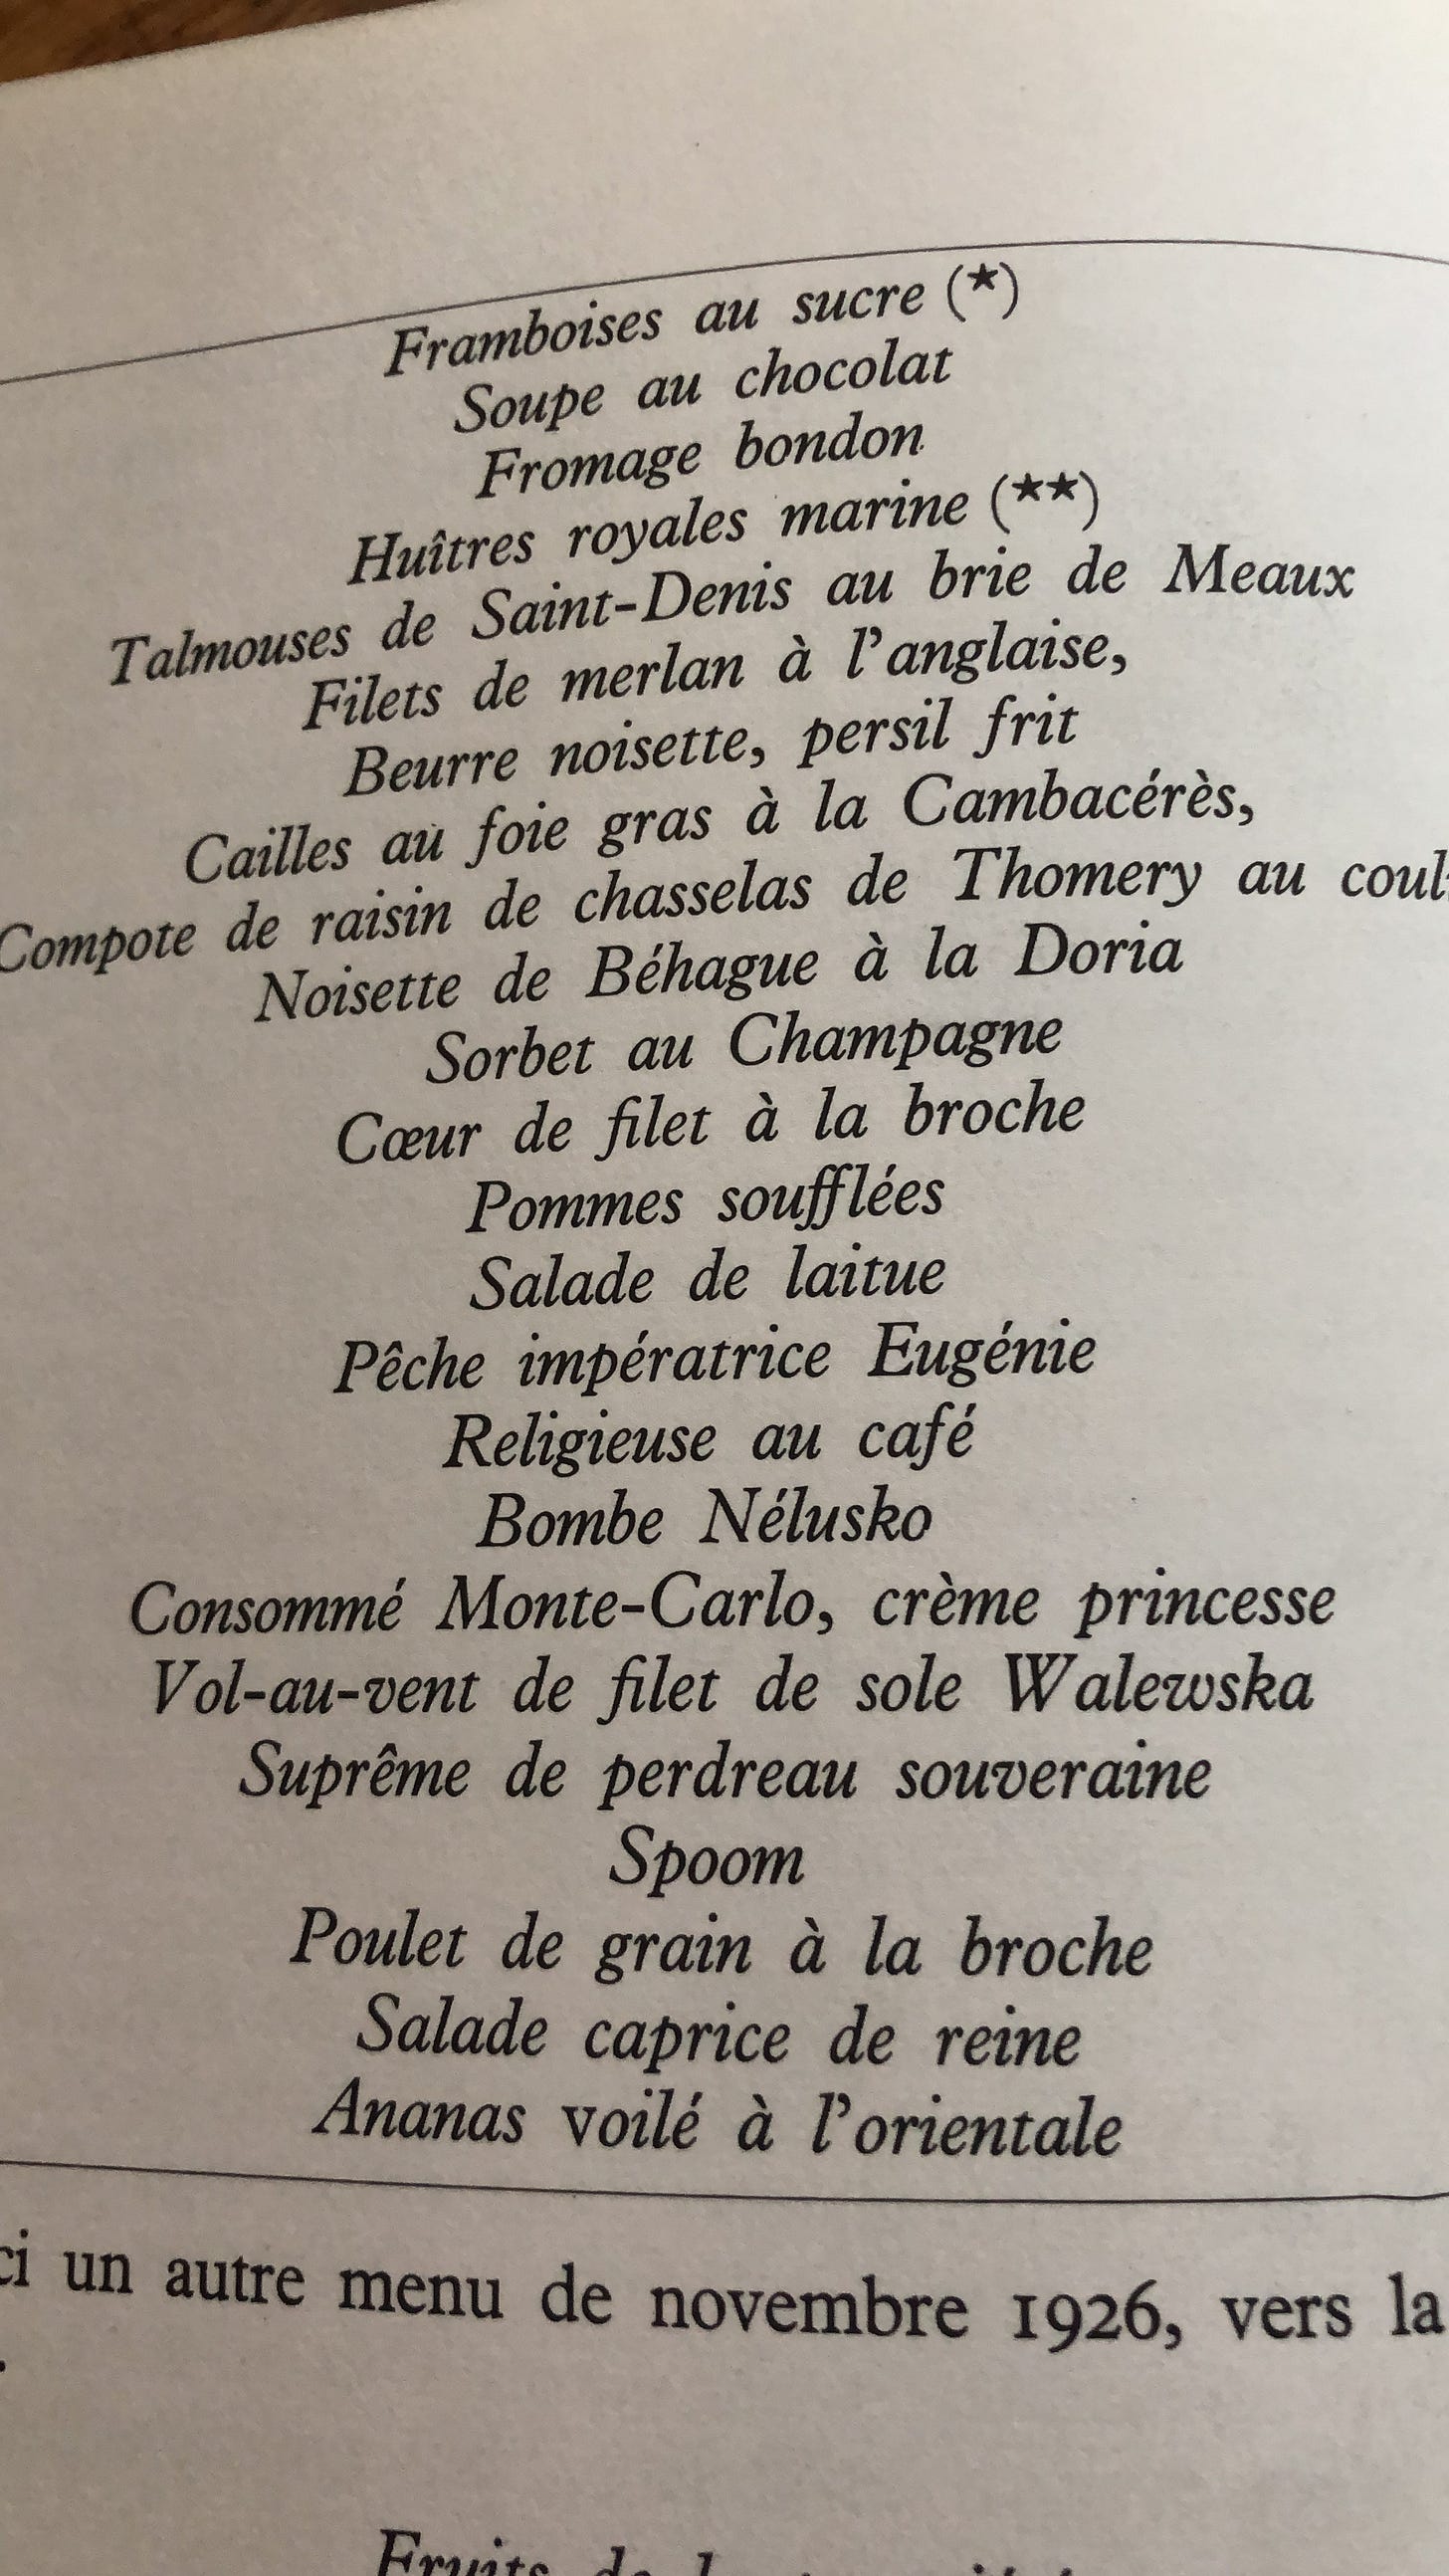 Framboises au sucre (★)
Soupe au chocolat
Fromage bondon
Huîtres royales marine (★★)
Talmouses de Saint-Denis au brie de Meaux
Filets de merlan à l'anglaise,
Beurre noisette, persil frit
Cailles au foie gras à la Cambacérès,
Compote de raisin de chasselas de Thomery au
Noisette de Béhague à la Doria
Sorbet au Champagne
Cœur de filet à la broche
Pommes soufflées
Salade de laitue
Pêche impératrice Eugénie
Religieuse au café
Bombe Nélusko
Consommé Monte-Carlo, crème princesse
Vol-au-vent de filet de sole Walewska
Suprême de perdreau souveraine
Spoom
Poulet de grain à la broche
Salade caprice de reine
Ananas voilé à l'orientale
un autre menu de novembre 1926, vers la
Fruits de